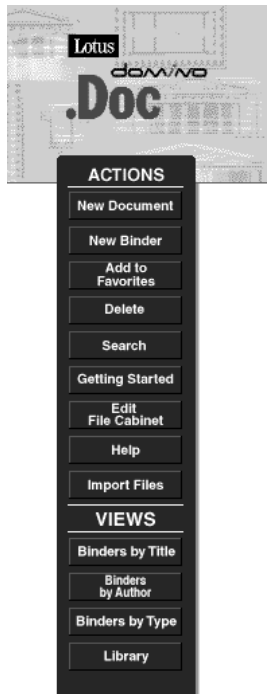 Lotus
domino
.Doc
ACTIONS
New Document
New Binder
Add to
Favorites
Delete
Search
Getting Started
Edit
File Cabinet
Help
Import Files
VIEWS
Binders by Title
Binders
by Author
Binders by Type
Library